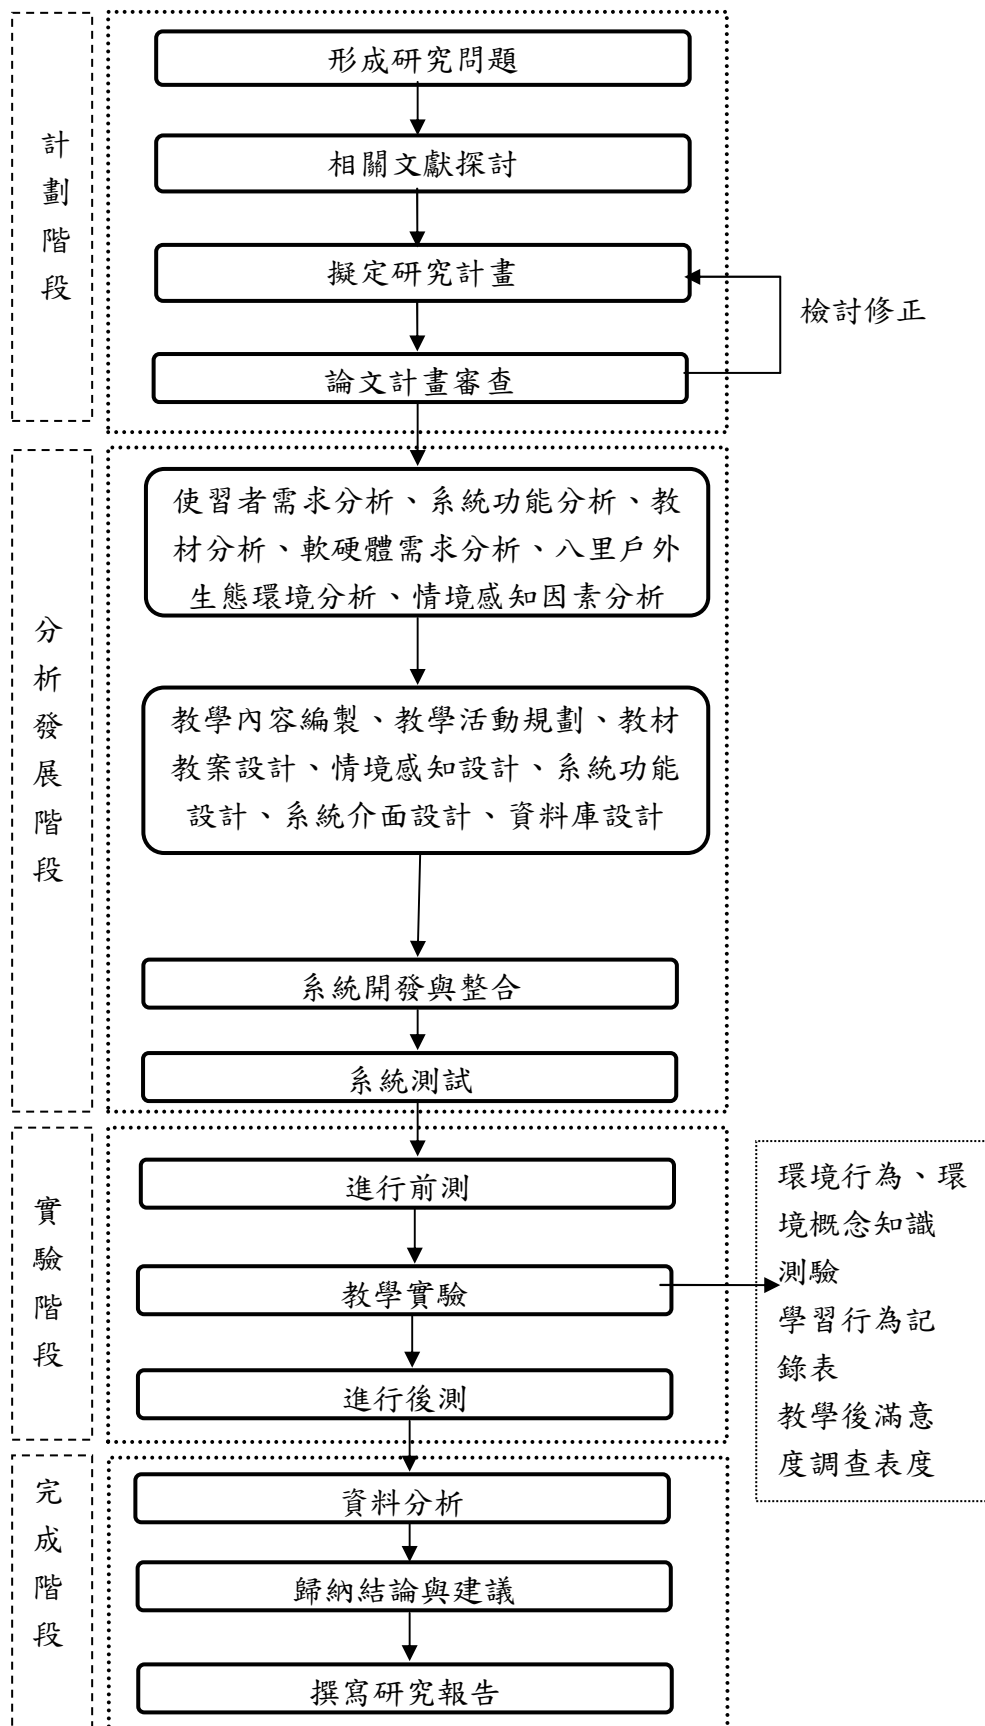 計劃階段
形成研究問題
相關文獻探討
擬定研究計畫
檢討修正
論文計畫審查
分析發展階段
使習者需求分析、系統功能分析、教
材分析、軟硬體需求分析、八里戶外
生態環境分析、情境感知因素分析
教學內容編製、教學活動規劃、教材
教案設計、情境感知設計、系統功能
設計、系統介面設計、資料庫設計
系統開發與整合
系統測試
實驗階段
進行前測
教學實驗
進行後測
環境行為、環
境概念知識
測驗
學習行為記
錄表
教學後滿意
度調查表度
完成階段
資料分析
歸納結論與建議
撰寫研究報告